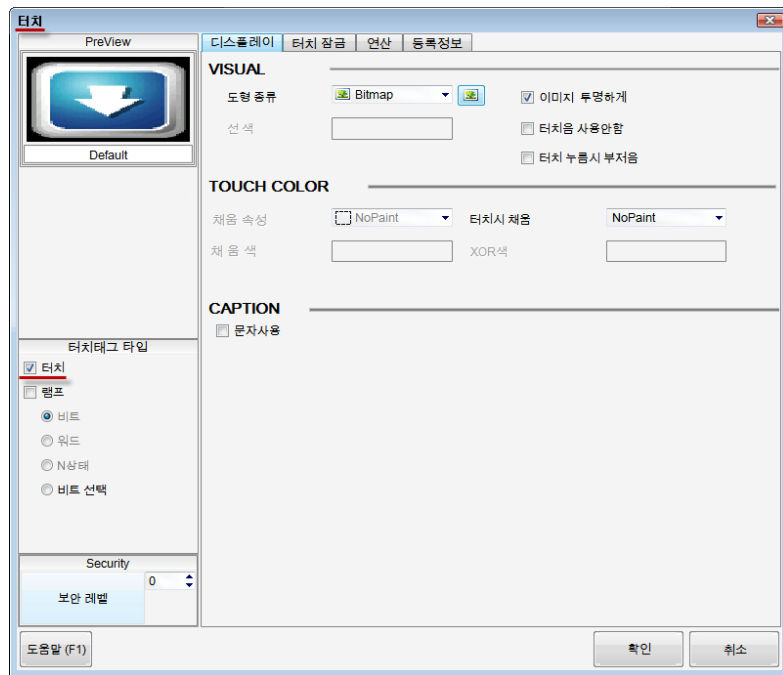 터치
PreView
Default
터치태그 타입
터치
램프
비트
워드
N상태
비트 선택
Security
보안 레벨
0
디스플레이 터치 잠금 연산 등록정보
VISUAL
도형 종류 Bitmap 이미지 투명하게
선 색 터치음 사용안함
터치 누름시 부저음
TOUCH COLOR
채움 속성 NoPaint 터치시 채움 NoPaint
채 움 색 XOR색
CAPTION
문자사용
도움말 (F1) 확인 취소